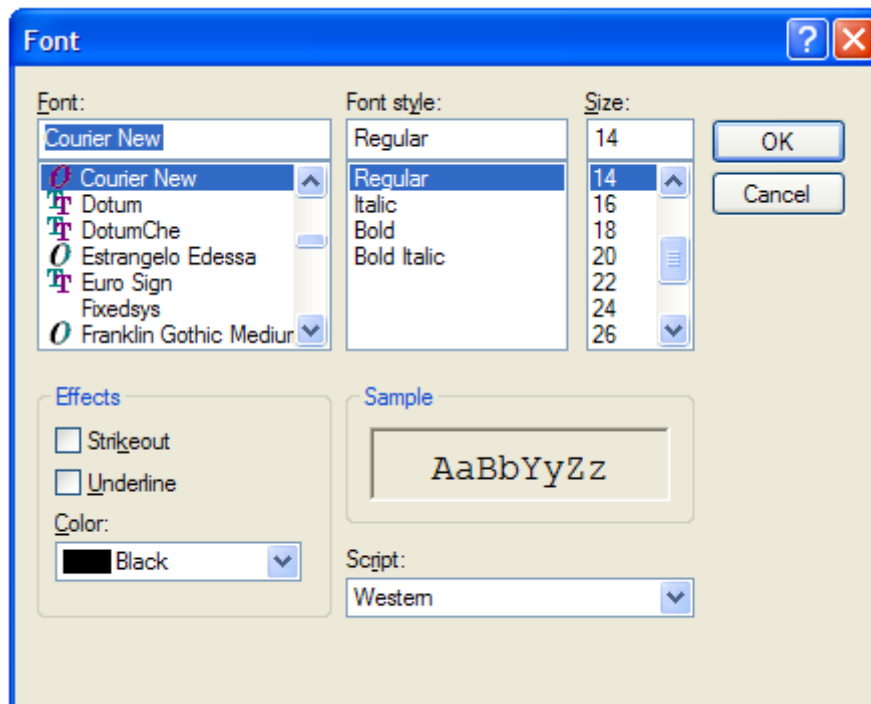 Font
Font:
Font style:
Size:
Courier New
Regular
14
OK
Courier New
Dotum
DotumChe
Estrangelo Edessa
Euro Sign
Fixedsys
Franklin Gothic Mediur
Regular
Italic
Bold
Bold Italic
14
16
18
20
22
24
26
Cancel
Effects
Strikeout
Underline
Color:
Black
Sample
AaBbYyZz
Script:
Western